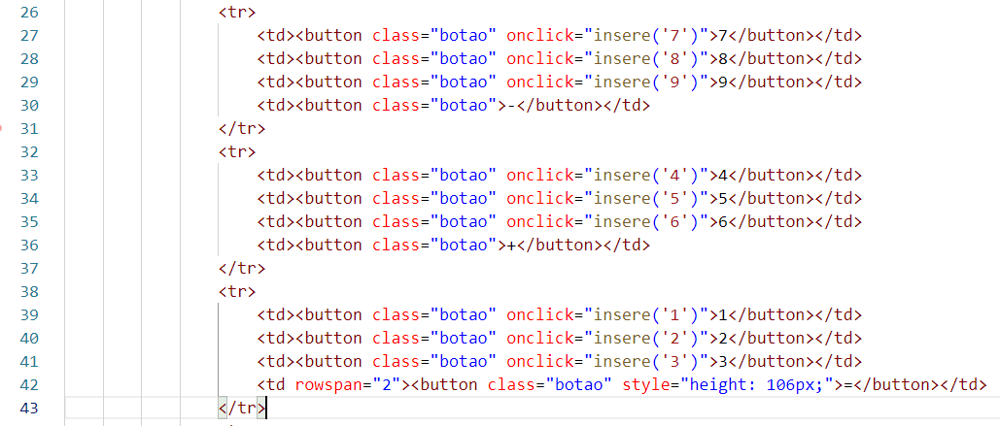 26 <tr>
27 <td><button class="botao" onclick="insere('7')">7</button></td>
28 <td><button class="botao" onclick="insere('8')">8</button></td>
29 <td><button class="botao" onclick="insere('9')">9</button></td>
30 <td><button class="botao">-</button></td>
31 </tr>
32 <tr>
33 <td><button class="botao" onclick="insere('4')">4</button></td>
34 <td><button class="botao" onclick="insere('5')">5</button></td>
35 <td><button class="botao" onclick="insere('6')">6</button></td>
36 <td><button class="botao">+</button></td>
37 </tr>
38 <tr>
39 <td><button class="botao" onclick="insere('1')">1</button></td>
40 <td><button class="botao" onclick="insere('2')">2</button></td>
41 <td><button class="botao" onclick="insere('3')">3</button></td>
42 <td rowspan="2"><button class="botao" style="height: 106px;">=</button></td>
43 </tr>